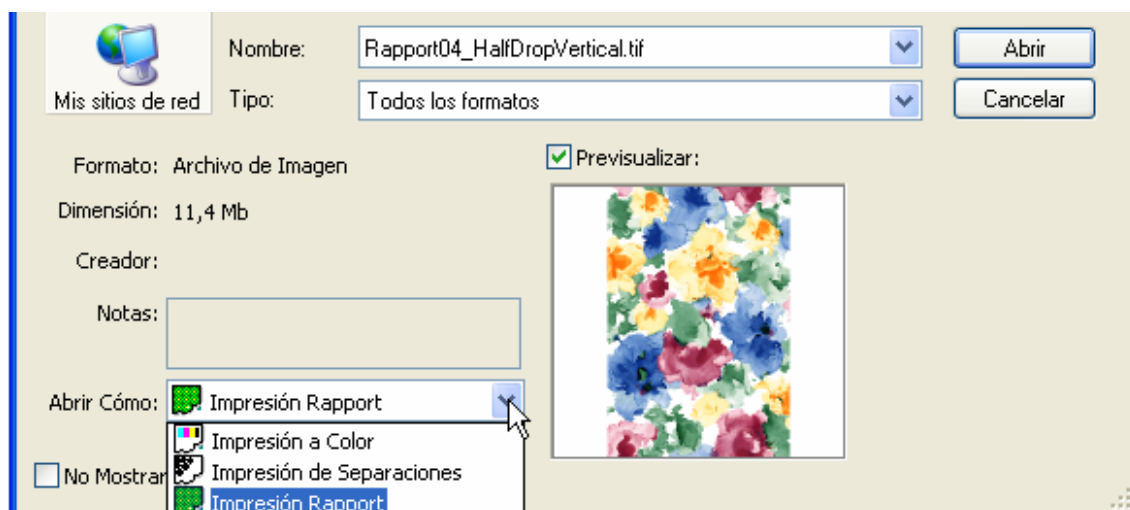 Nombre: Rapport04_HalfDropVertical.tif Abrir
Mis sitios de red Tipo: Todos los formatos Cancelar
Formato: Archivo de Imagen Previsualizar:
Dimensión: 11,4 Mb
Creador:
Notas:
Abrir Cómo: Impresión Rapport
Impresión a Color
No Mostrar Impresión de Separaciones
Impresión Rapport